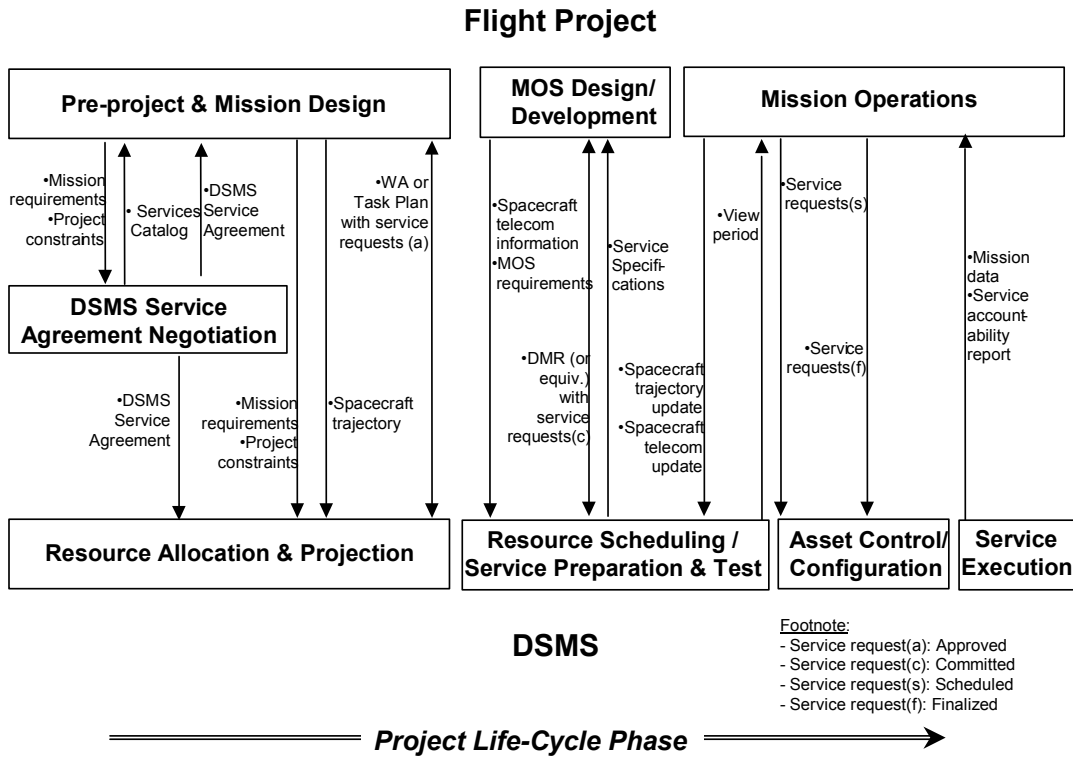 Flight Project
Pre-project & Mission Design
MOS Design/
Development
Mission Operations
•Mission
requirements
•Project
constraints
• Services
Catalog
•DSMS
Service
Agreement
•WA or
Task Plan
with service
requests (a)
•Spacecraft
telecom
information
•MOS
requirements
•Service
Specifi-
cations
•View
period
•Service
requests(s)
•Mission
data
•Service
account-
ability
report
DSMS Service
Agreement Negotiation
•DSMS
Service
Agreement
•Mission
requirements
•Project
constraints
•Spacecraft
trajectory
•DMR (or
equiv.)
with
service
requests(c)
•Spacecraft
trajectory
update
•Spacecraft
telecom
update
•Service
requests(f)
Resource Allocation & Projection
Resource Scheduling /
Service Preparation & Test
Asset Control/
Configuration
Service
Execution
DSMS
Footnote:
- Service request(a): Approved
- Service request(c): Committed
- Service request(s): Scheduled
- Service request(f): Finalized
Project Life-Cycle Phase